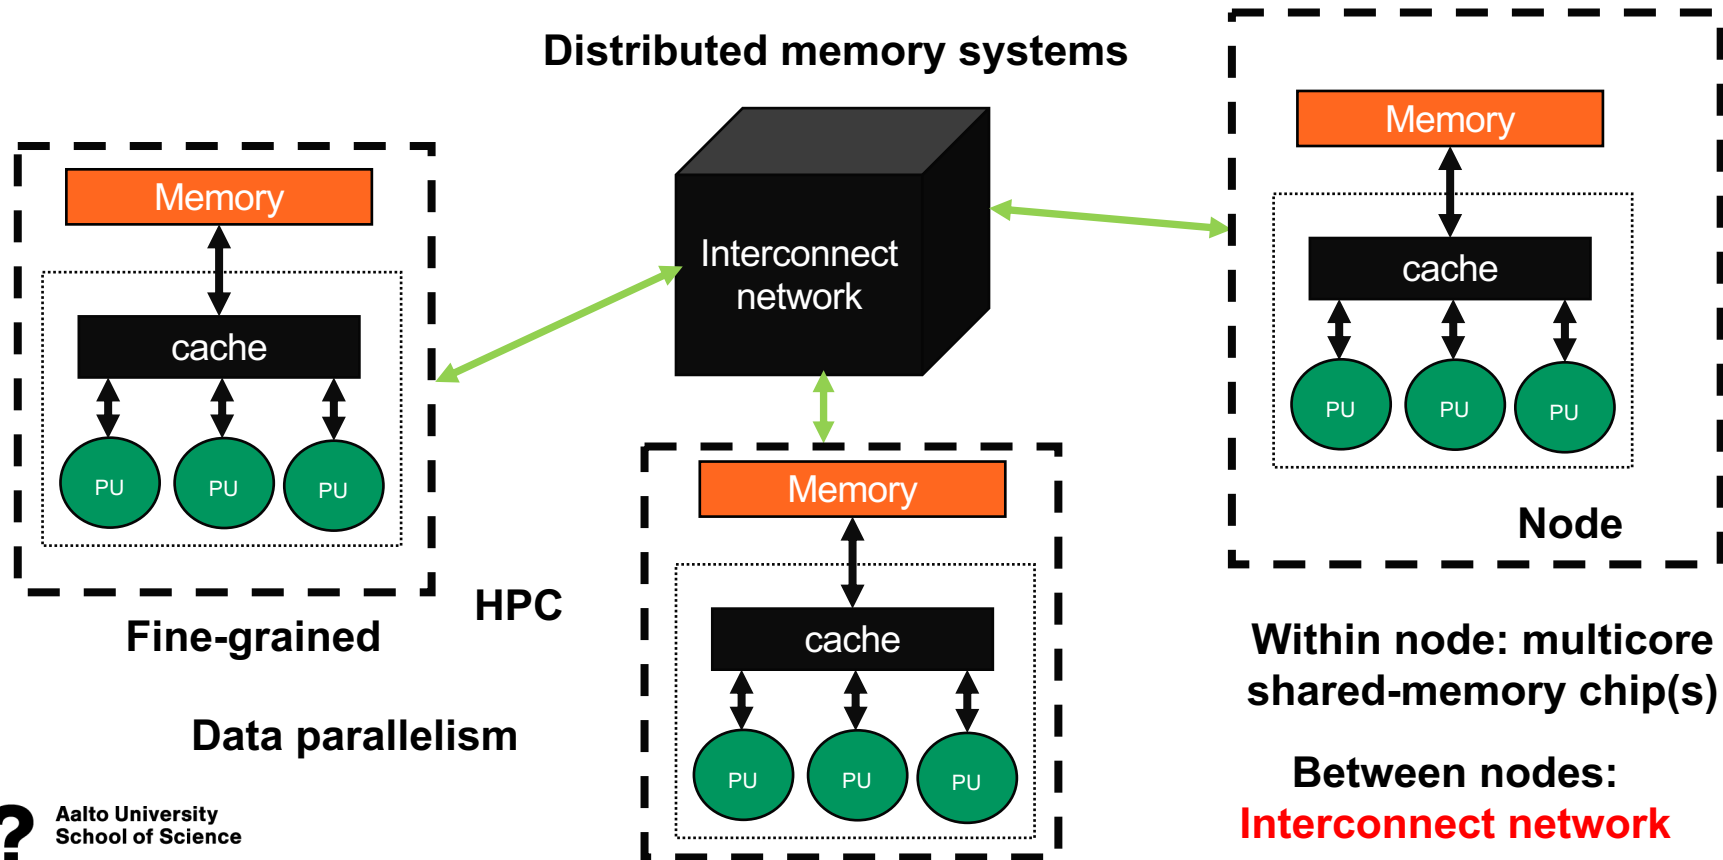 Distributed memory systems
Memory
cache
PU PU PU
Fine-grained
HPC
Data parallelism
Interconnect
network
Memory
cache
PU PU PU
Memory
cache
PU PU PU
Node
Within node: multicore
shared-memory chip(s)
Between nodes:
Interconnect network
?
Aalto University
School of Science